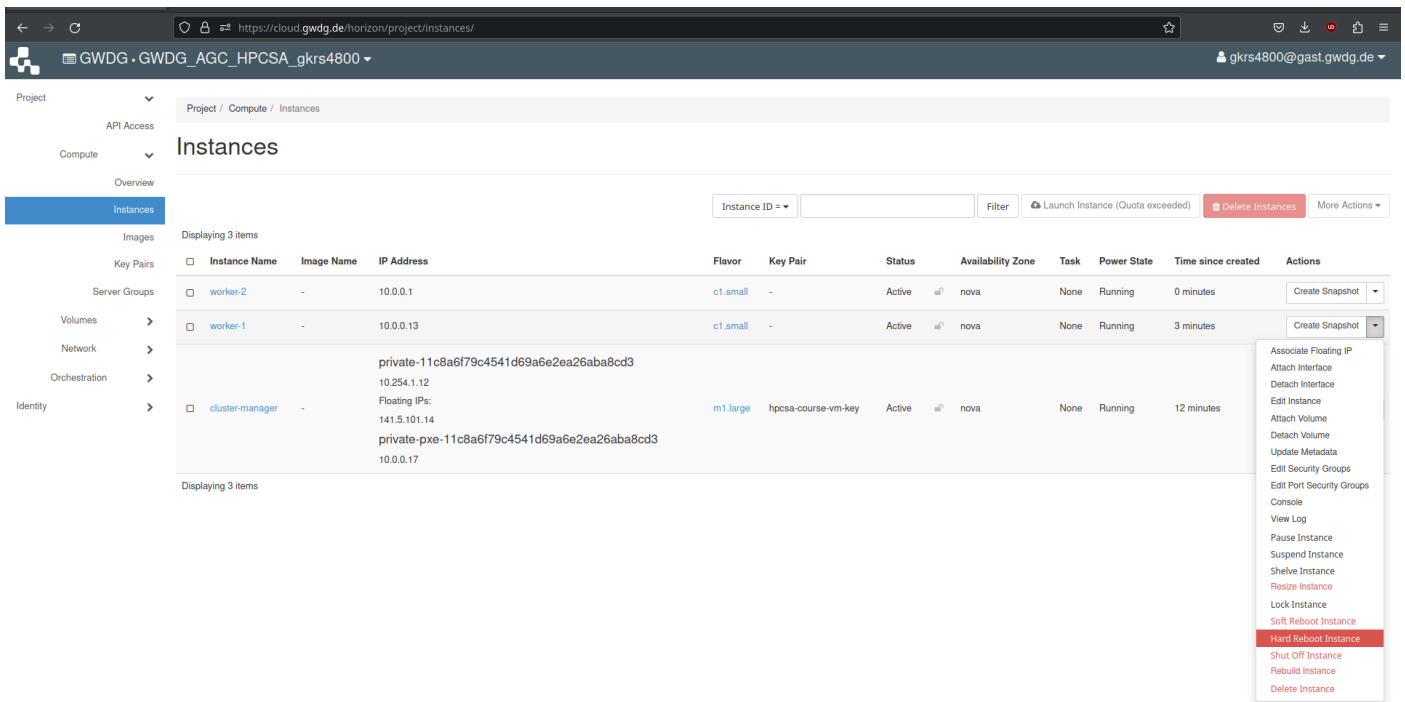 https://cloud.gwdg.de/horizon/project/instances/
GWDG • GWDG_AGC_HPCSA_gkrs4800
gkrs4800@gast.gwdg.de
Project
API Access
Compute
Overview
Instances
Images
Key Pairs
Server Groups
Volumes
Network
Orchestration
Identity
Project / Compute / Instances
Instances
Instance ID = Filter Launch Instance (Quota exceeded) Delete Instances More Actions
Displaying 3 items
Instance Name Image Name IP Address Flavor Key Pair Status Availability Zone Task Power State Time since created Actions
worker-2 - 10.0.0.1 c1.small - Active nova None Running 0 minutes Create Snapshot
worker-1 - 10.0.0.13 c1.small - Active nova None Running 3 minutes Create Snapshot
private-11c8a6f79c4541d69a6e2ea26aba8cd3
10.254.1.12
Floating IPs:
cluster-manager - m1.large hpcsa-course-vm-key Active nova None Running 12 minutes
141.5.101.14
private-pxe-11c8a6f79c4541d69a6e2ea26aba8cd3
10.0.0.17
Displaying 3 items
Associate Floating IP
Attach Interface
Detach Interface
Edit Instance
Attach Volume
Detach Volume
Update Metadata
Edit Security Groups
Edit Port Security Groups
Console
View Log
Pause Instance
Suspend Instance
Shelve Instance
Resize Instance
Lock Instance
Soft Reboot Instance
Hard Reboot Instance
Shut Off Instance
Rebuild Instance
Delete Instance